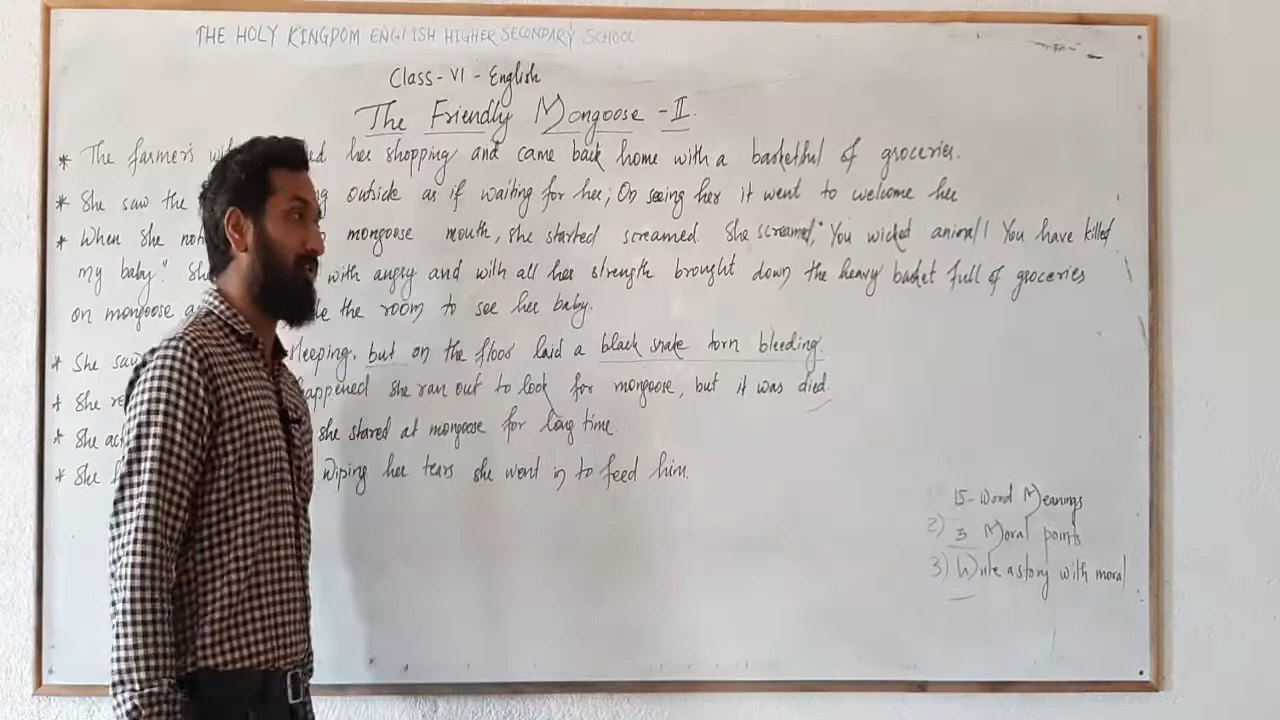 THE HOLY KINGDOM ENGLISH HIGHER SECONDARY SCHOOL
Class - VI - English
The Friendly Mongoose - II.
* The farmer's her shopping and came back home with a basketful of groceries.
* She saw the outside as if waiting for her; On seeing her it went to welcome her
* When she mongoose mouth, she started screamed. She screamed, "You wicked animal! You have killed
my baby." with angry and with all her strength brought down the heavy basket full of groceries
on mongoose the room to see her baby.
* She saw sleeping, but on the floor laid a black snake torn bleeding.
* She happened she ran out to look for mongoose, but it was died.
* She she stared at mongoose for long time.
* She Wiping her tears she went in to feed him.
15 - Word Meanings
2) 3 Moral points
3) Write a story with moral